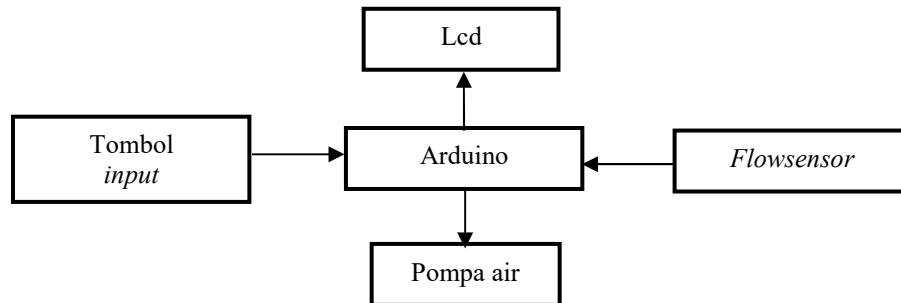 Lcd
Tombol
input
Arduino
Flowsensor
Pompa air